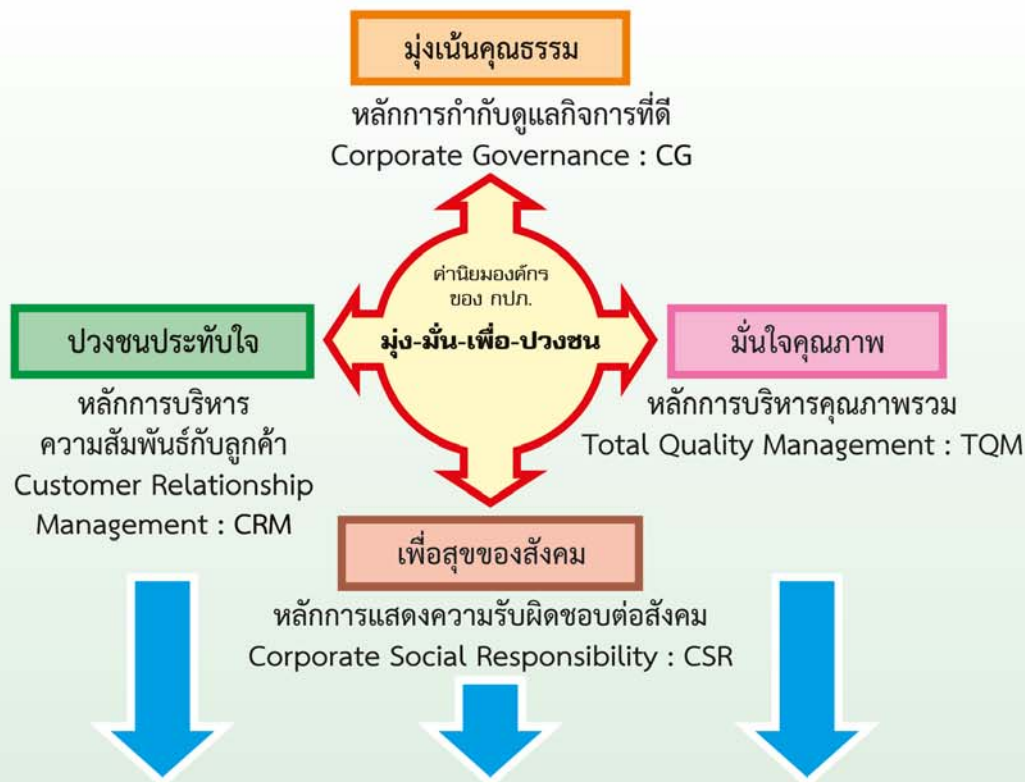 มุ่งเน้นคุณธรรม
หลักการกำกับดูแลกิจการที่ดี
Corporate Governance : CG
ค่านิยมองค์กร
ของ กปภ.
มุ่ง-มั่น-เพื่อ-ปวงชน
ปวงชนประทับใจ
หลักการบริหาร
ความสัมพันธ์กับลูกค้า
Customer Relationship
Management : CRM
มั่นใจคุณภาพ
หลักการบริหารคุณภาพรวม
Total Quality Management : TQM
เพื่อสุขของสังคม
หลักการแสดงความรับผิดชอบต่อสังคม
Corporate Social Responsibility : CSR